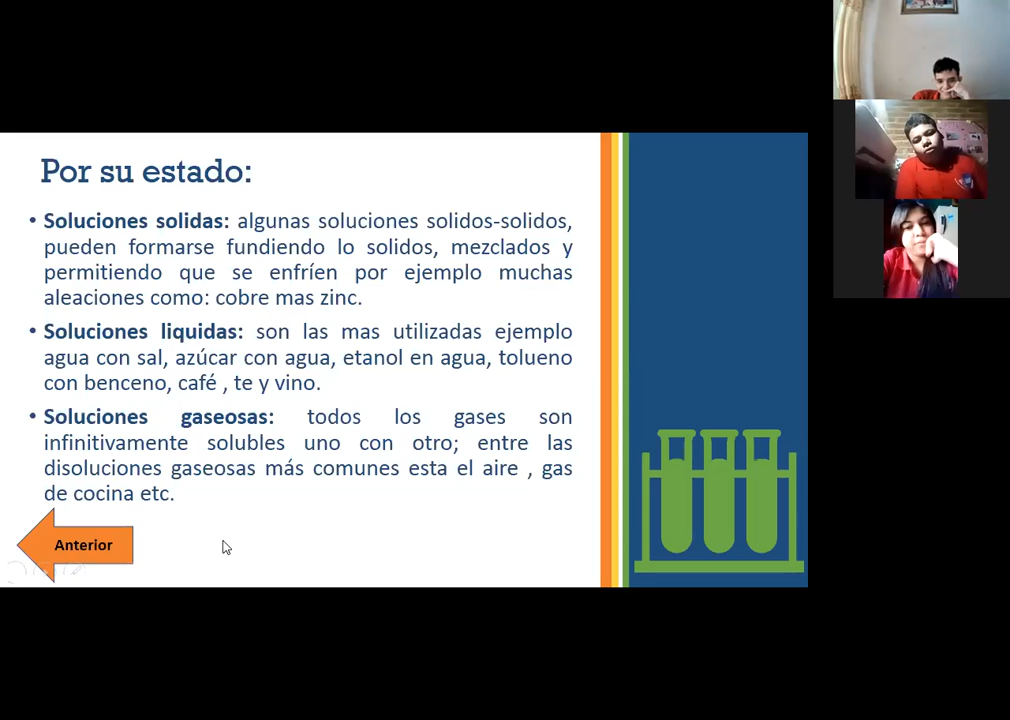 Por su estado:
• Soluciones solidas: algunas soluciones solidos-solidos,
pueden formarse fundiendo lo solidos, mezclados y
permitiendo que se enfríen por ejemplo muchas
aleaciones como: cobre mas zinc.
• Soluciones liquidas: son las mas utilizadas ejemplo
agua con sal, azúcar con agua, etanol en agua, tolueno
con benceno, café , te y vino.
• Soluciones gaseosas: todos los gases son
infinitivamente solubles uno con otro; entre las
disoluciones gaseosas más comunes esta el aire , gas
de cocina etc.
Anterior